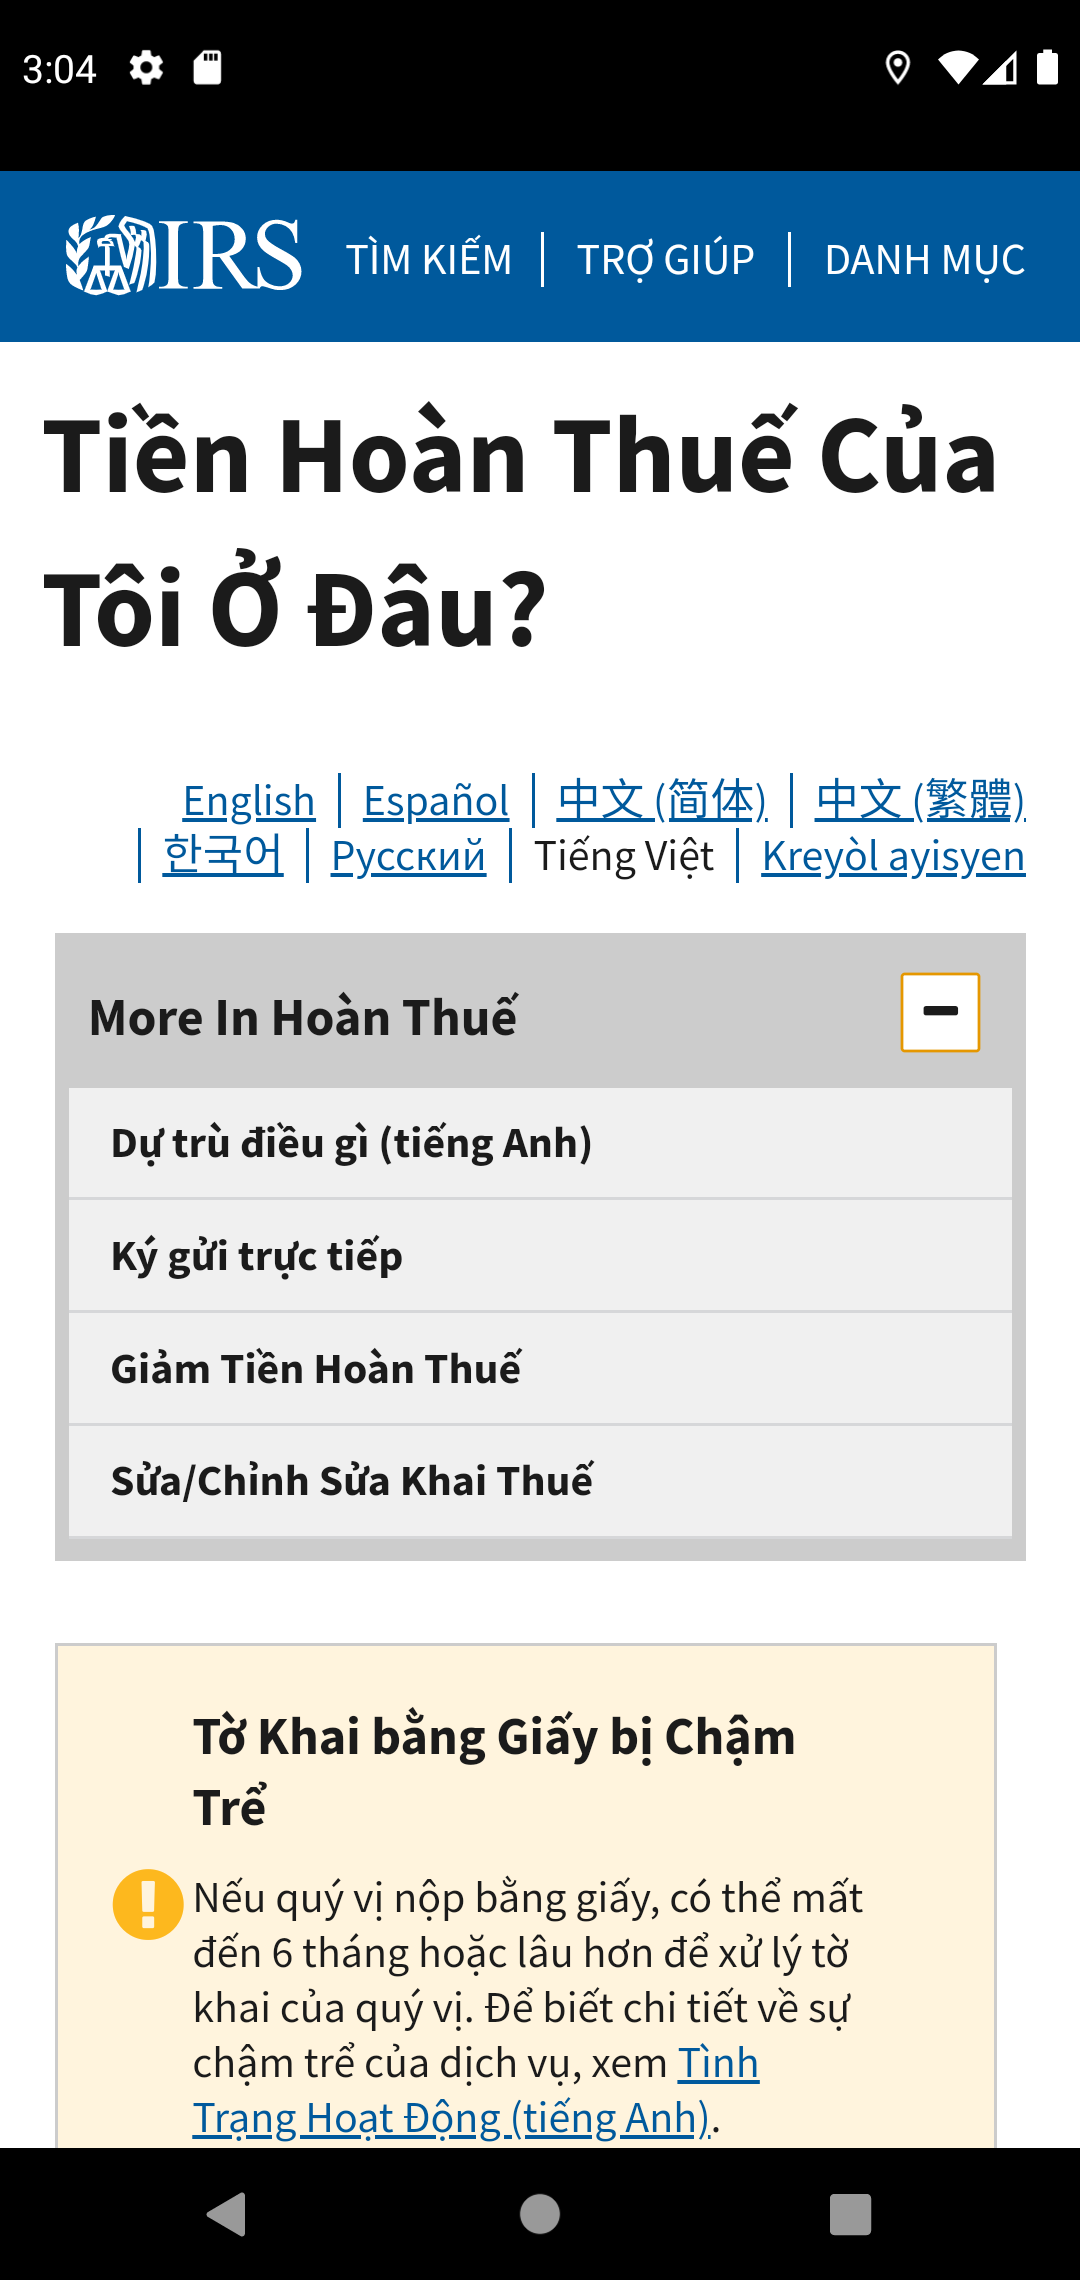 3:04
IRS
TÌM KIẾM
TRỢ GIÚP
DANH MỤC
Tiền Hoàn Thuế Của
Tôi Ở Đâu?
English | Español | 中文 (简体) | 中文 (繁體)
| 한국어 | Русский | Tiếng Việt | Kreyòl ayisyen
More In Hoàn Thuế
Dự trù điều gì (tiếng Anh)
Ký gửi trực tiếp
Giảm Tiền Hoàn Thuế
Sửa/Chỉnh Sửa Khai Thuế
Tờ Khai bằng Giấy bị Chậm
Trể
Nếu quý vị nộp bằng giấy, có thể mất
đến 6 tháng hoặc lâu hơn để xử lý tờ
khai của quý vị. Để biết chi tiết về sự
chậm trể của dịch vụ, xem Tình
Trạng Hoạt Động (tiếng Anh).